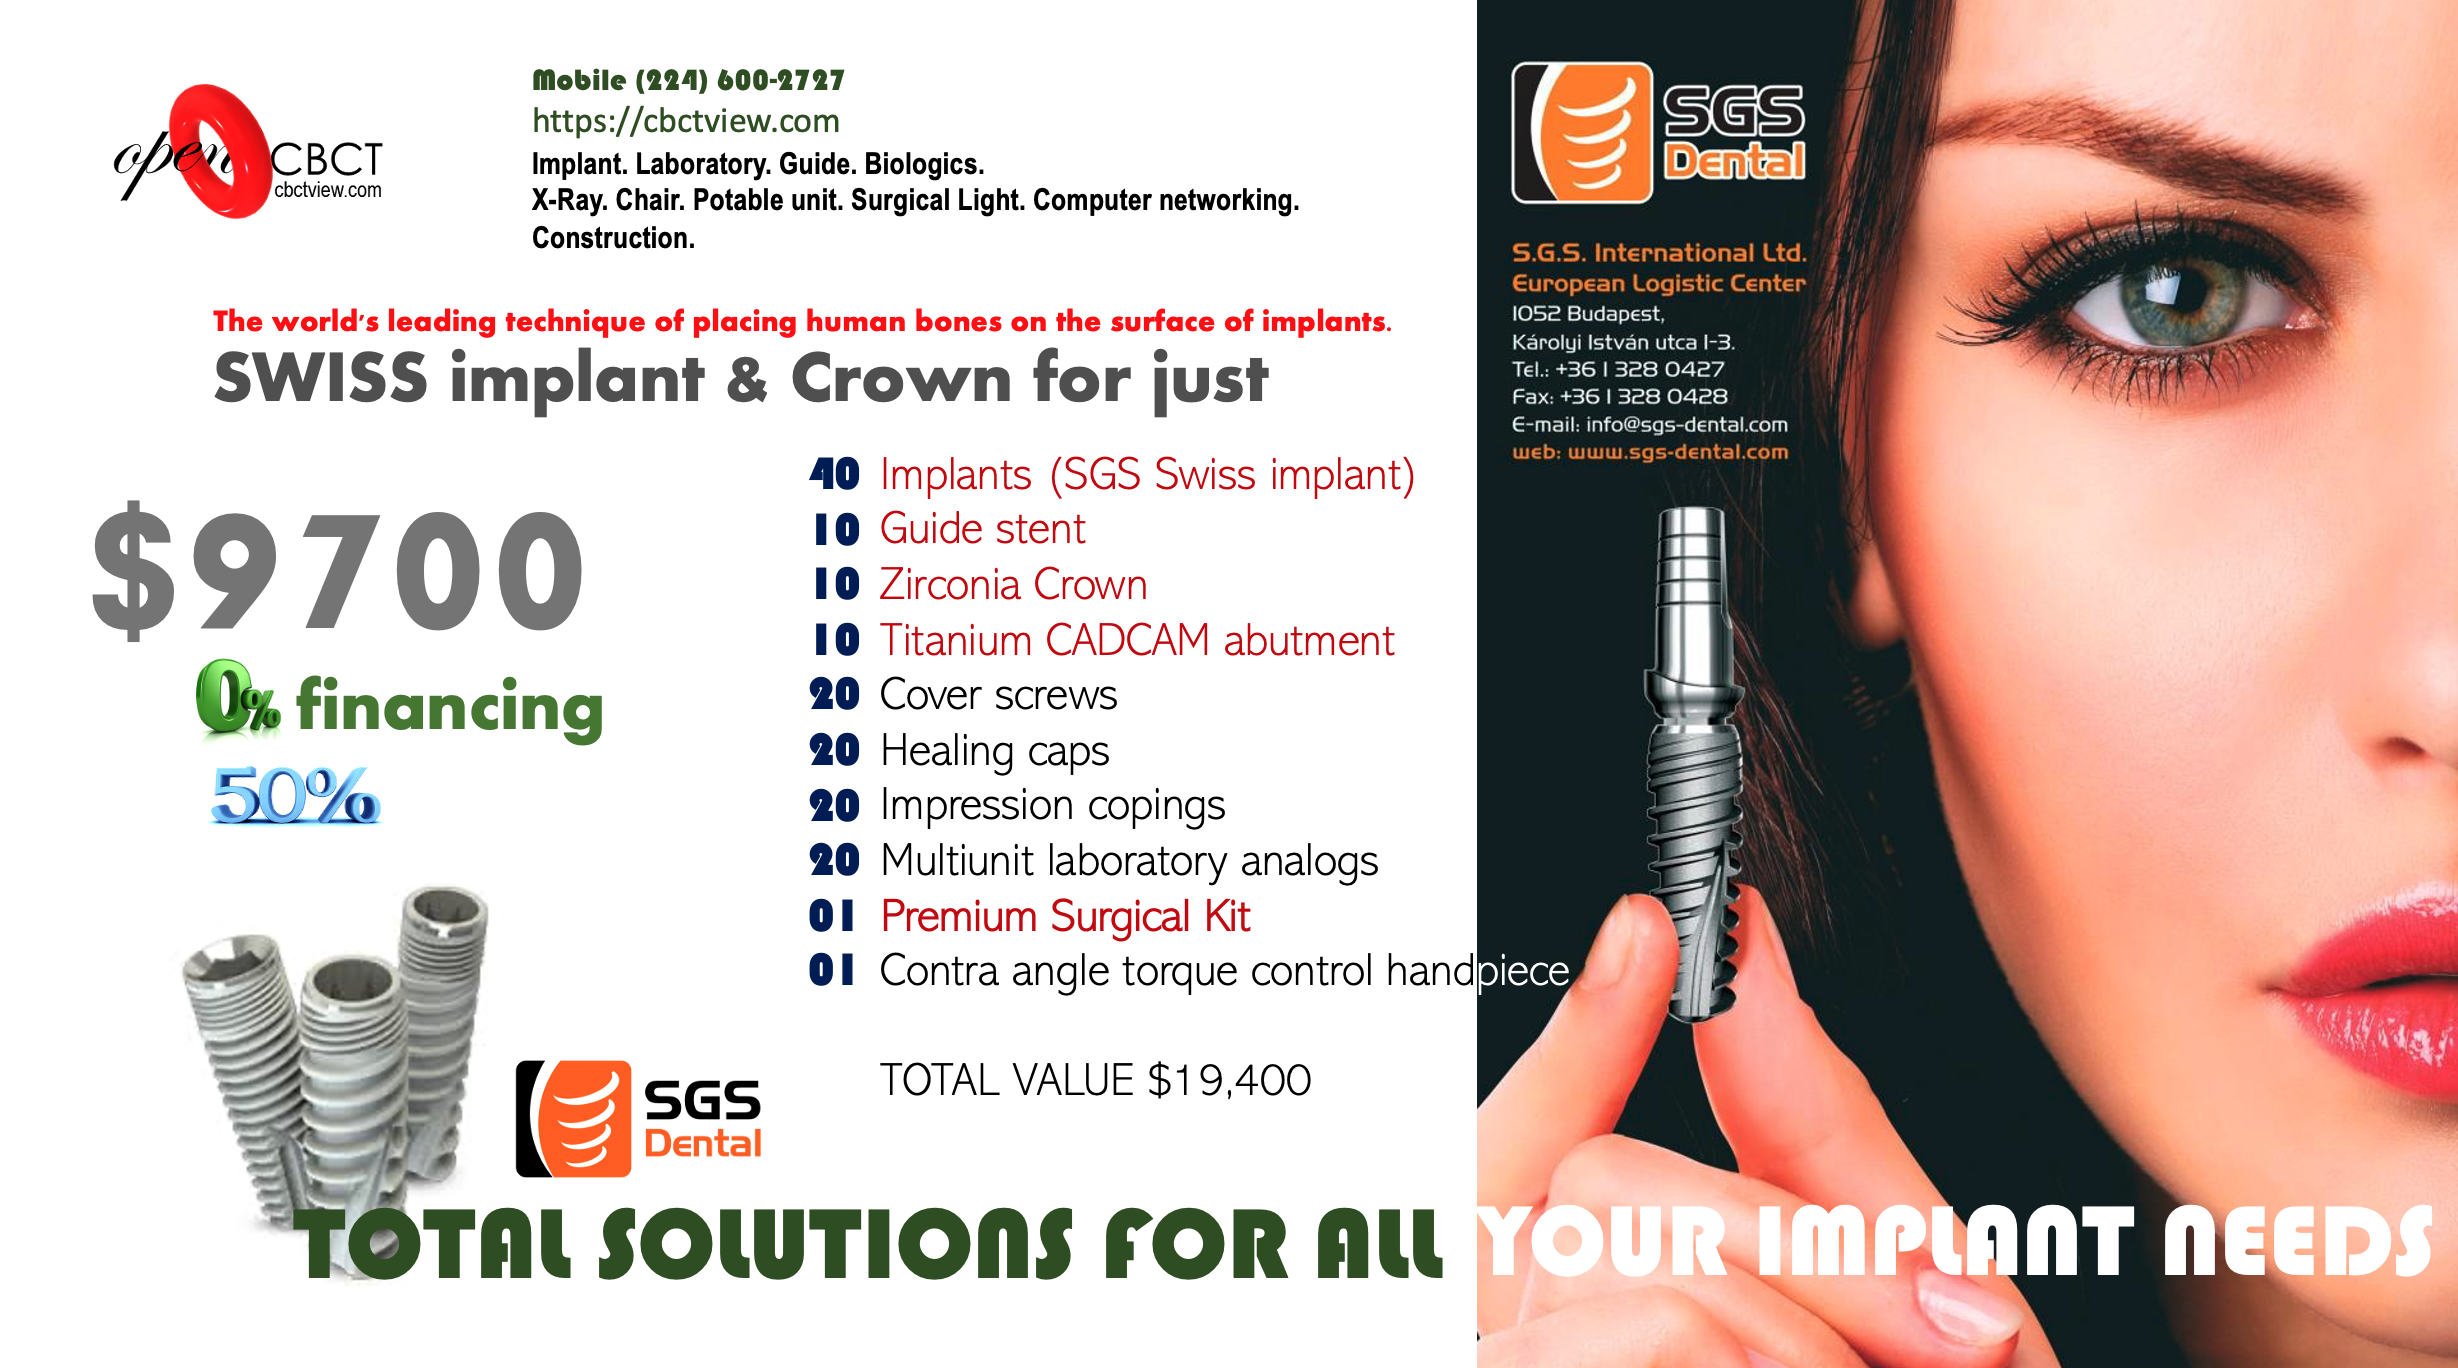 open CBCT
cbctview.com
Mobile (224) 600-2727
https://cbctview.com
Implant. Laboratory. Guide. Biologics.
X-Ray. Chair. Potable unit. Surgical Light. Computer networking.
Construction.
The world's leading technique of placing human bones on the surface of implants.
SWISS implant & Crown for just
$9700
0% financing
50%
40 Implants (SGS Swiss implant)
10 Guide stent
10 Zirconia Crown
10 Titanium CADCAM abutment
20 Cover screws
20 Healing caps
20 Impression copings
20 Multiunit laboratory analogs
01 Premium Surgical Kit
01 Contra angle torque control handpiece
TOTAL VALUE $19,400
SGS
Dental
SGS
Dental
S.G.S. International Ltd.
European Logistic Center
1052 Budapest,
Károlyi István utca 1-3.
Tel.: +36 1 328 0427
Fax: +36 1 328 0428
E-mail: info@sgs-dental.com
web: www.sgs-dental.com
TOTAL SOLUTIONS FOR ALL YOUR IMPLANT NEEDS